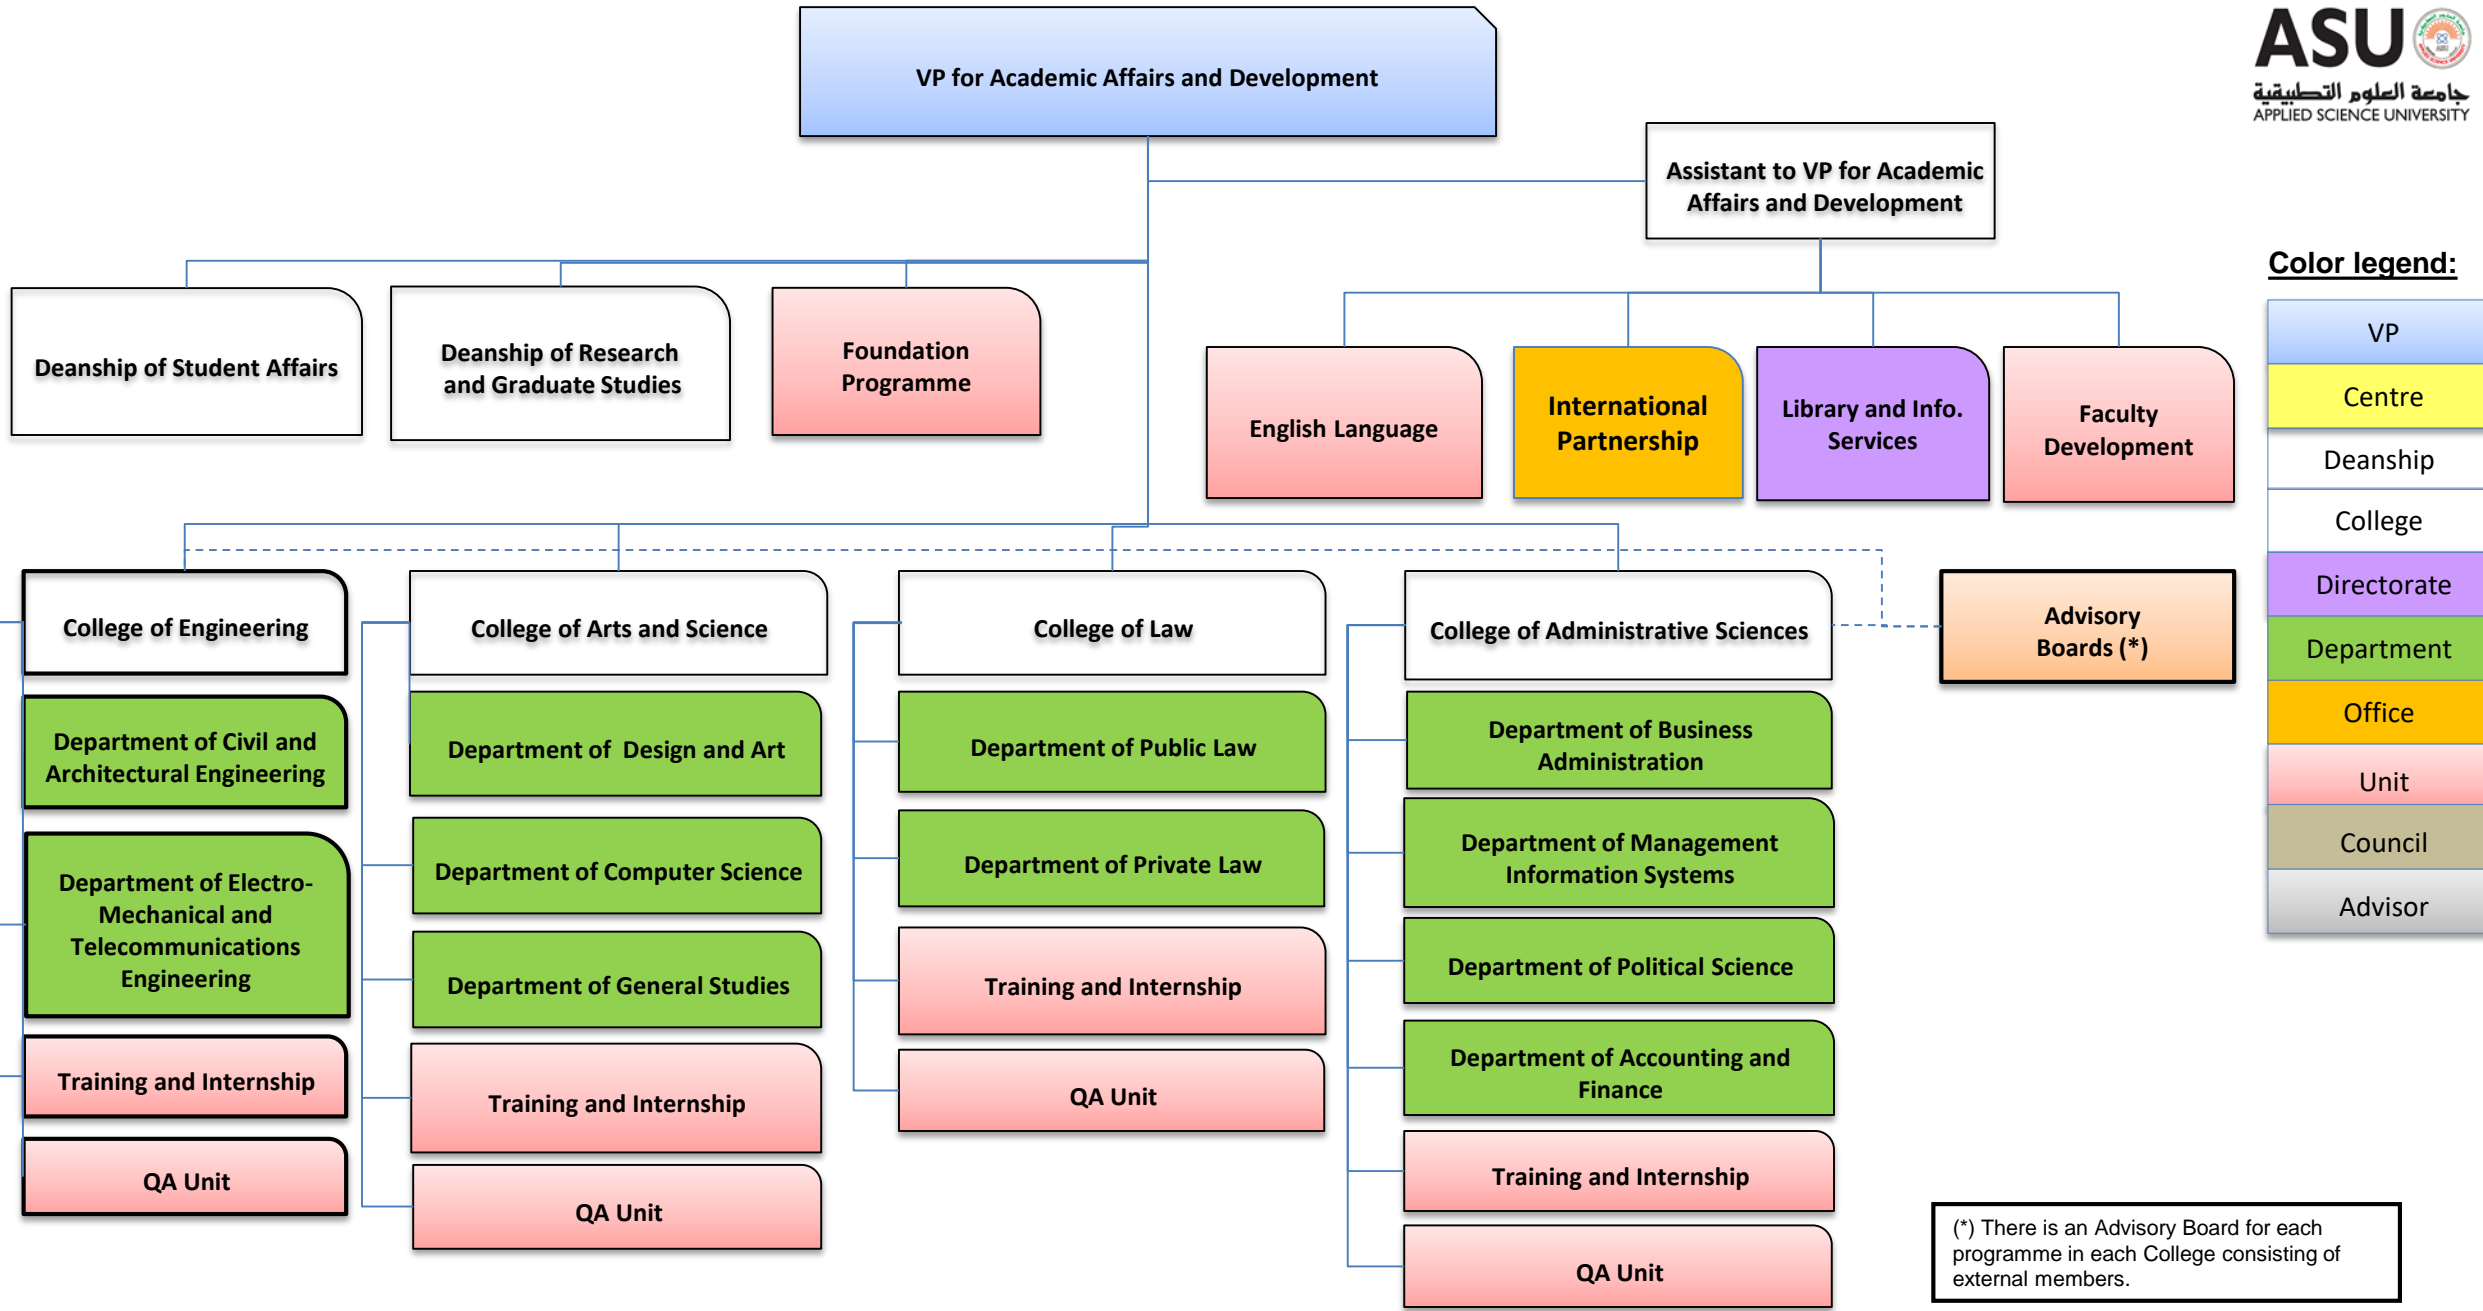 VP for Academic Affairs and Development
ASU
جامعة العلوم التطبيقية
APPLIED SCIENCE UNIVERSITY
Assistant to VP for Academic
Affairs and Development
Deanship of Student Affairs
Deanship of Research
and Graduate Studies
Foundation
Programme
English Language
International
Partnership
Library and Info.
Services
Faculty
Development
Color legend:
VP
Centre
Deanship
College
Directorate
Department
Office
Unit
Council
Advisor
College of Engineering
Department of Civil and
Architectural Engineering
Department of Electro-
Mechanical and
Telecommunications
Engineering
Training and Internship
QA Unit
College of Arts and Science
Department of Design and Art
Department of Computer Science
Department of General Studies
Training and Internship
QA Unit
College of Law
Department of Public Law
Department of Private Law
Training and Internship
QA Unit
College of Administrative Sciences
Department of Business
Administration
Department of Management
Information Systems
Department of Political Science
Department of Accounting and
Finance
Training and Internship
QA Unit
Advisory
Boards (*)
(*) There is an Advisory Board for each
programme in each College consisting of
external members.